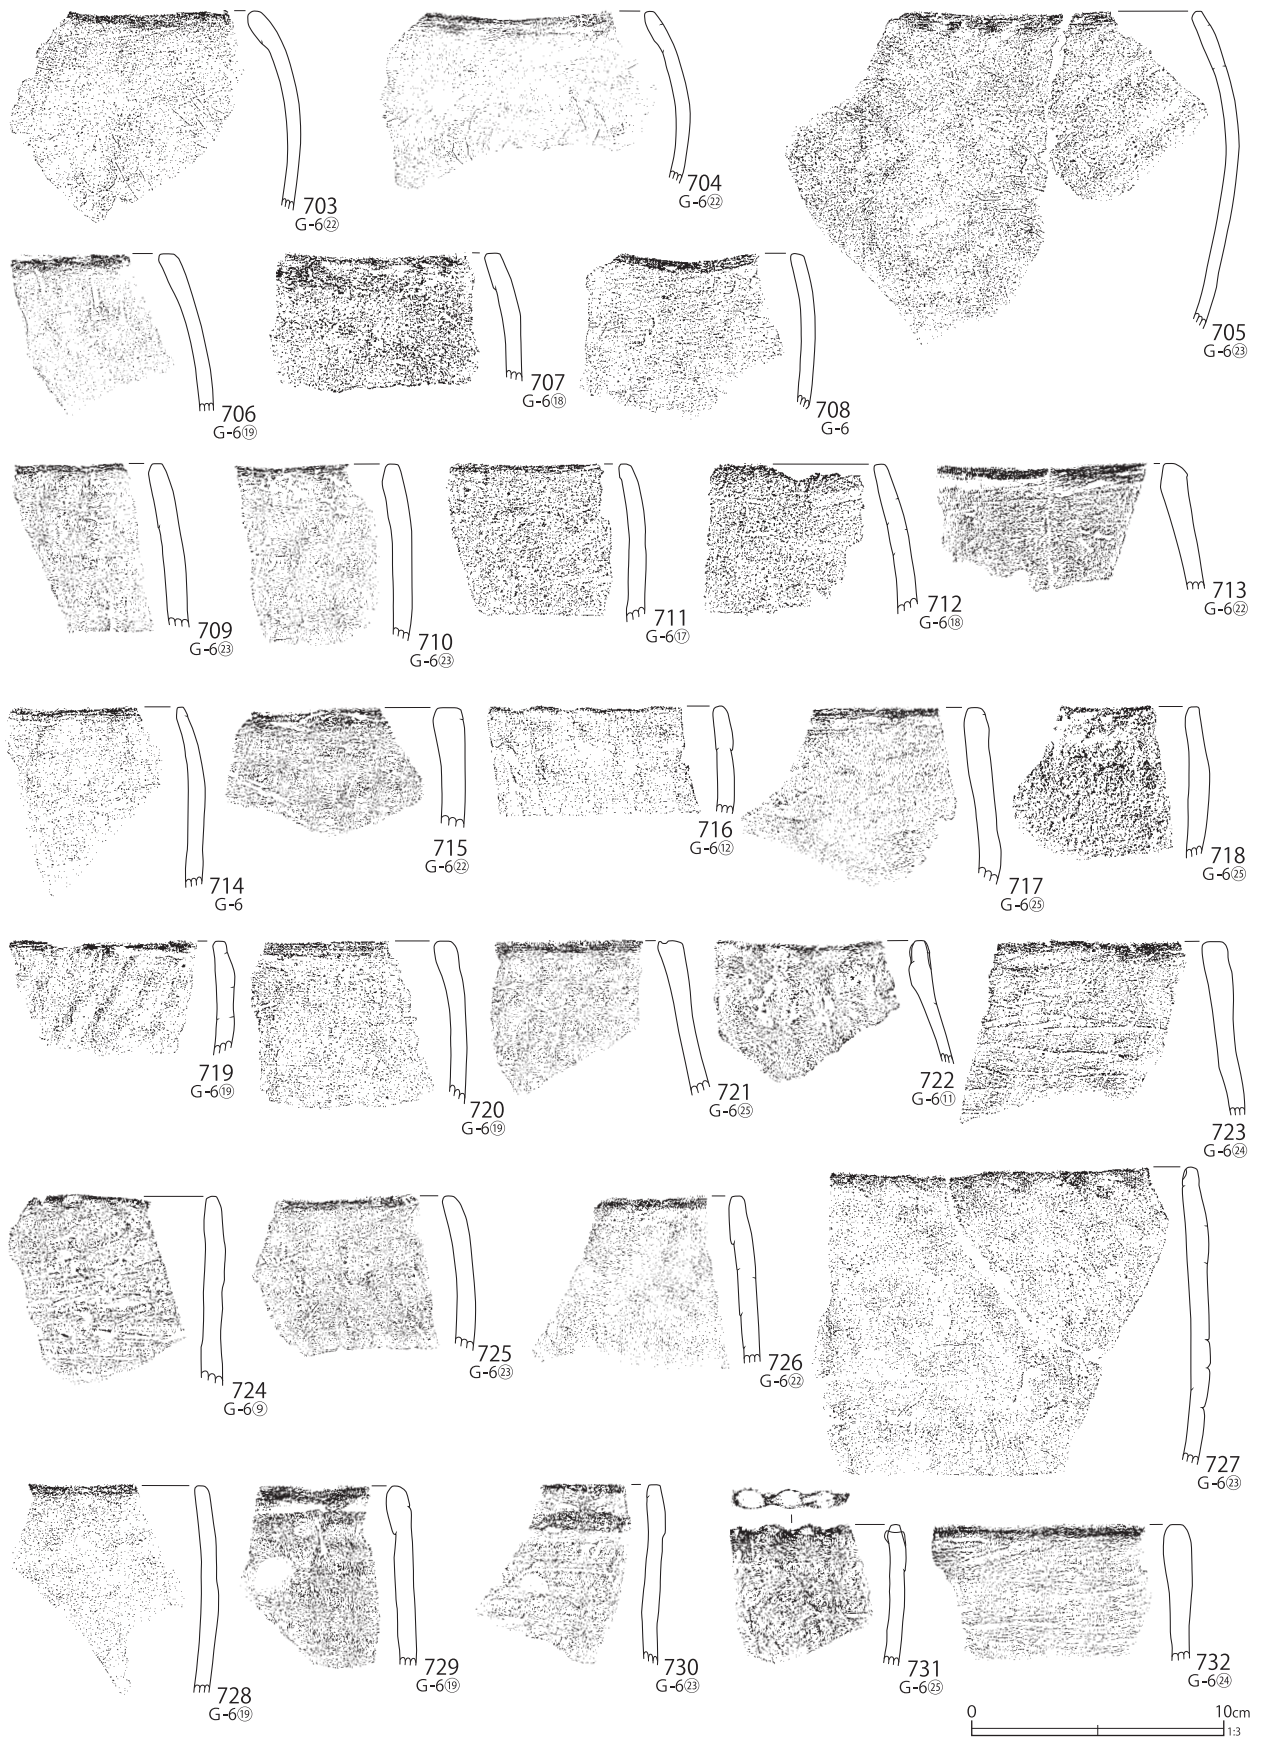 703
G-6㉒
704
G-6㉒
705
G-6㉓
706
G-6⑲
707
G-6⑱
708
G-6
709
G-6㉓
710
G-6㉓
711
G-6⑰
712
G-6⑱
713
G-6㉒
714
G-6
715
G-6㉒
716
G-6⑫
717
G-6㉕
718
G-6㉕
719
G-6⑲
720
G-6⑲
721
G-6㉕
722
G-6⑪
723
G-6㉔
724
G-6⑨
725
G-6㉓
726
G-6㉒
727
G-6㉓
728
G-6⑲
729
G-6⑲
730
G-6㉓
731
G-6㉕
732
G-6㉔
0 10cm
1:3